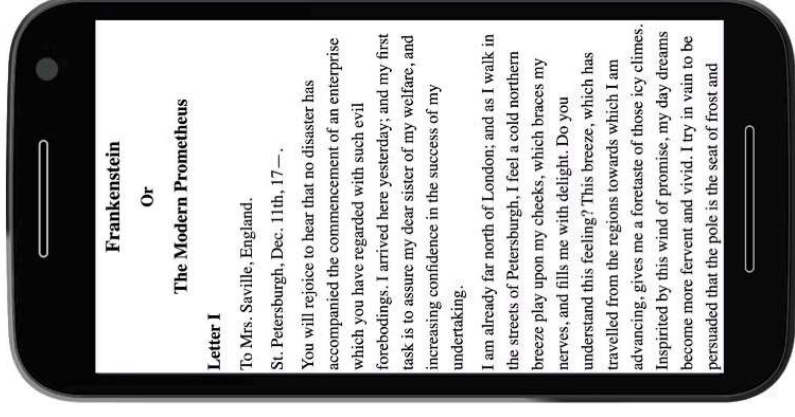 Frankenstein
Or
The Modern Prometheus
Letter I
To Mrs. Saville, England.
St. Petersburgh, Dec. 11th, 17—.
You will rejoice to hear that no disaster has
accompanied the commencement of an enterprise
which you have regarded with such evil
forebodings. I arrived here yesterday; and my first
task is to assure my dear sister of my welfare, and
increasing confidence in the success of my
undertaking.
I am already far north of London; and as I walk in
the streets of Petersburgh, I feel a cold northern
breeze play upon my cheeks, which braces my
nerves, and fills me with delight. Do you
understand this feeling? This breeze, which has
travelled from the regions towards which I am
advancing, gives me a foretaste of those icy climes.
Inspirited by this wind of promise, my day dreams
become more fervent and vivid. I try in vain to be
persuaded that the pole is the seat of frost and